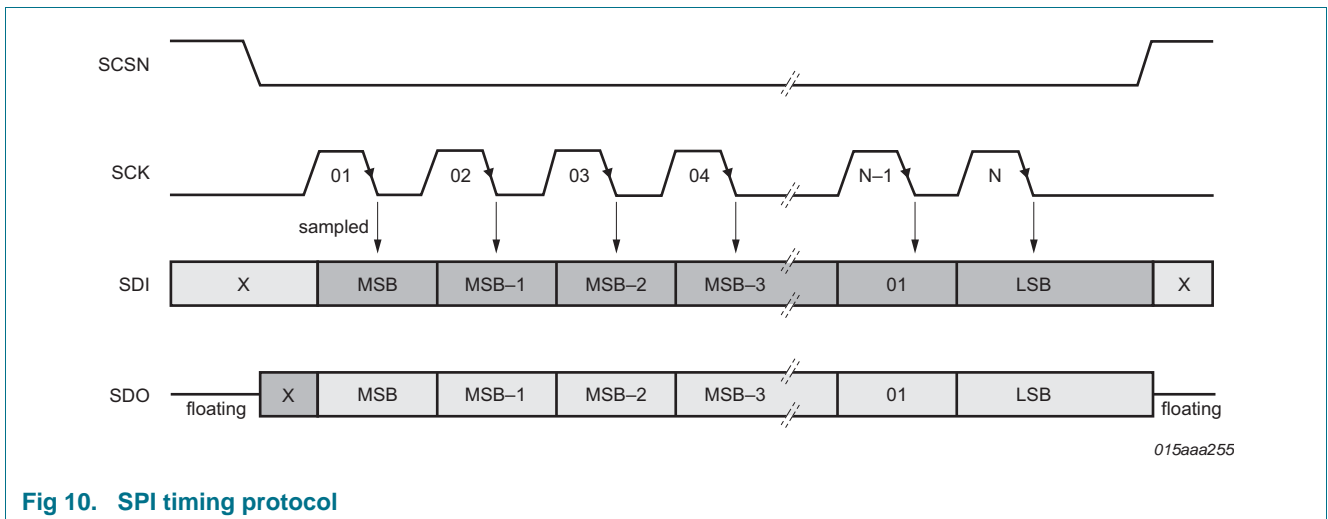 SCSN
SCK
01 02 03 04 N–1 N
sampled
SDI
X MSB MSB–1 MSB–2 MSB–3 01 LSB X
SDO
floating X MSB MSB–1 MSB–2 MSB–3 01 LSB floating
015aaa255
Fig 10. SPI timing protocol